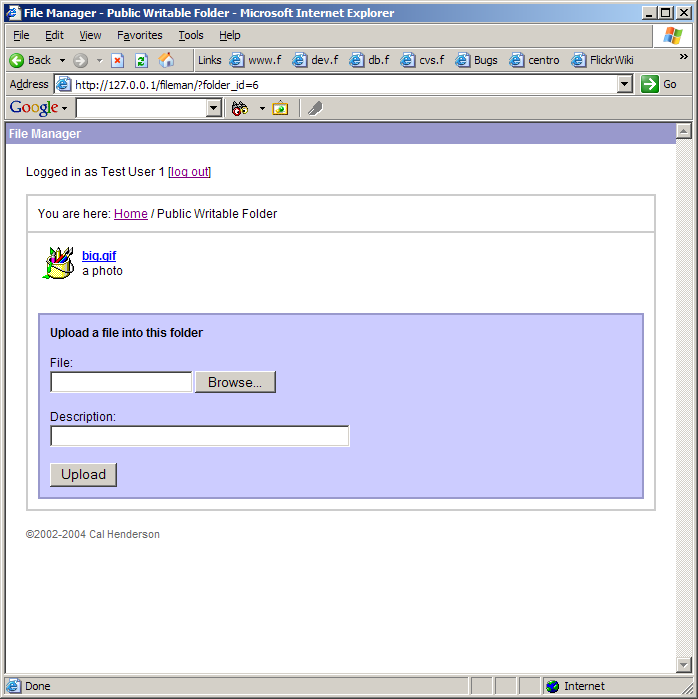 File Manager - Public Writable Folder - Microsoft Internet Explorer
File Edit View Favorites Tools Help
Back Links www.f dev.f db.f cvs.f Bugs centro FlickrWiki »
Address http://127.0.0.1/fileman/?folder_id=6 Go
Google
File Manager
Logged in as Test User 1 [log out]
You are here: Home / Public Writable Folder
big.gif
a photo
Upload a file into this folder
File:
Browse...
Description:
Upload
©2002-2004 Cal Henderson
Done Internet